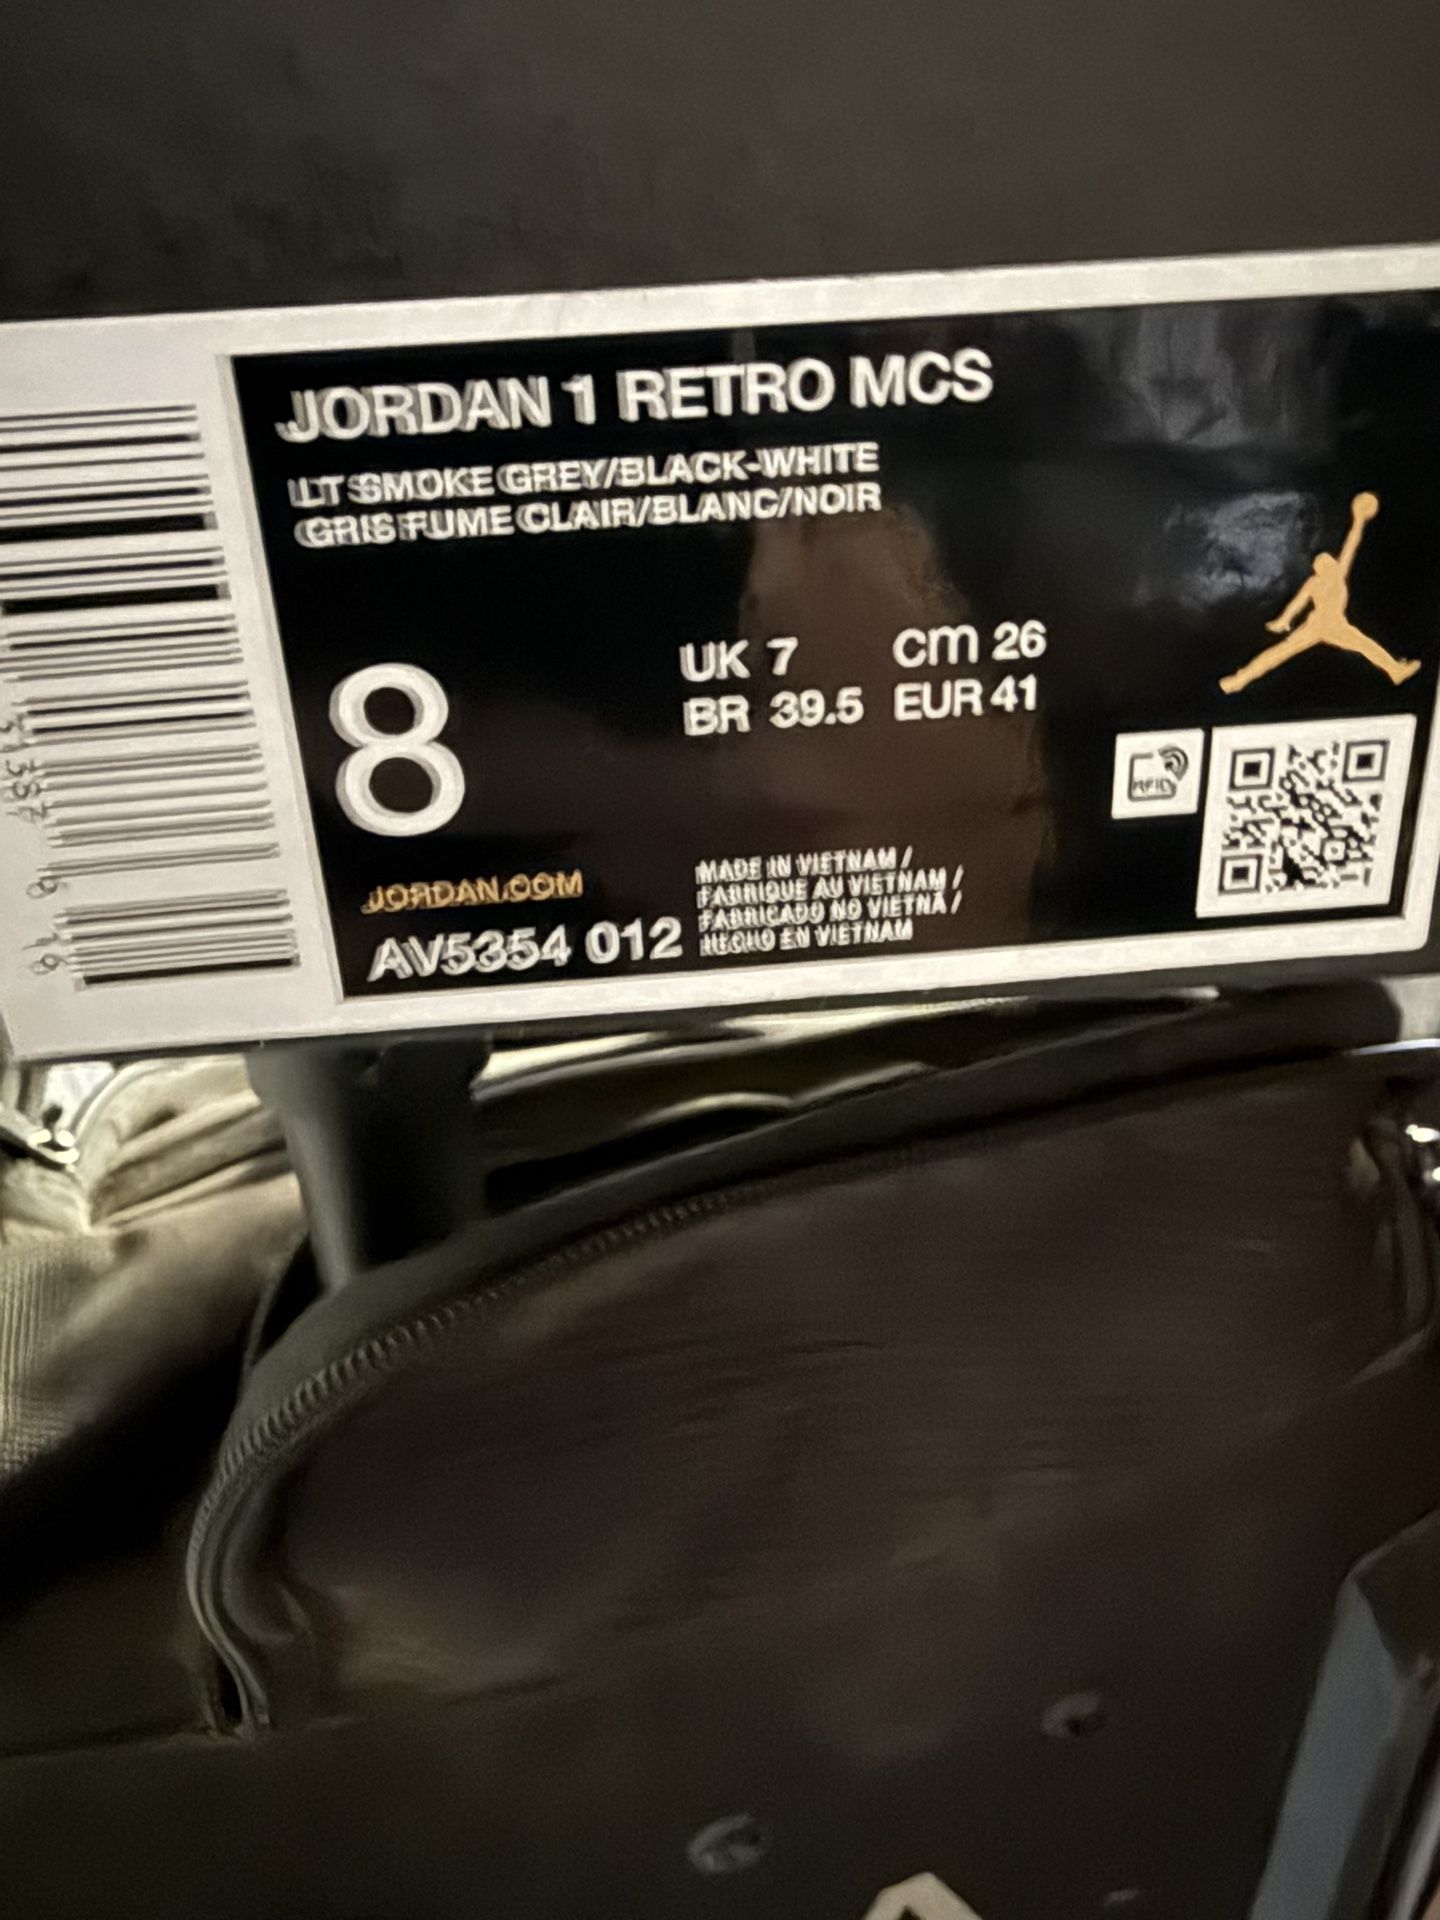 JORDAN 1 RETRO MCS
LT SMOKE GREY/BLACK-WHITE
GRIS FUME CLAIR/BLANC/NOIR
8
UK 7
cm 26
BR 39.5
EUR 41
RFID
JORDAN.COM
AV5354 012
MADE IN VIETNAM /
FABRIQUE AU VIETNAM /
FABRICADO NO VIETNÃ /
HECHO EN VIETNAM